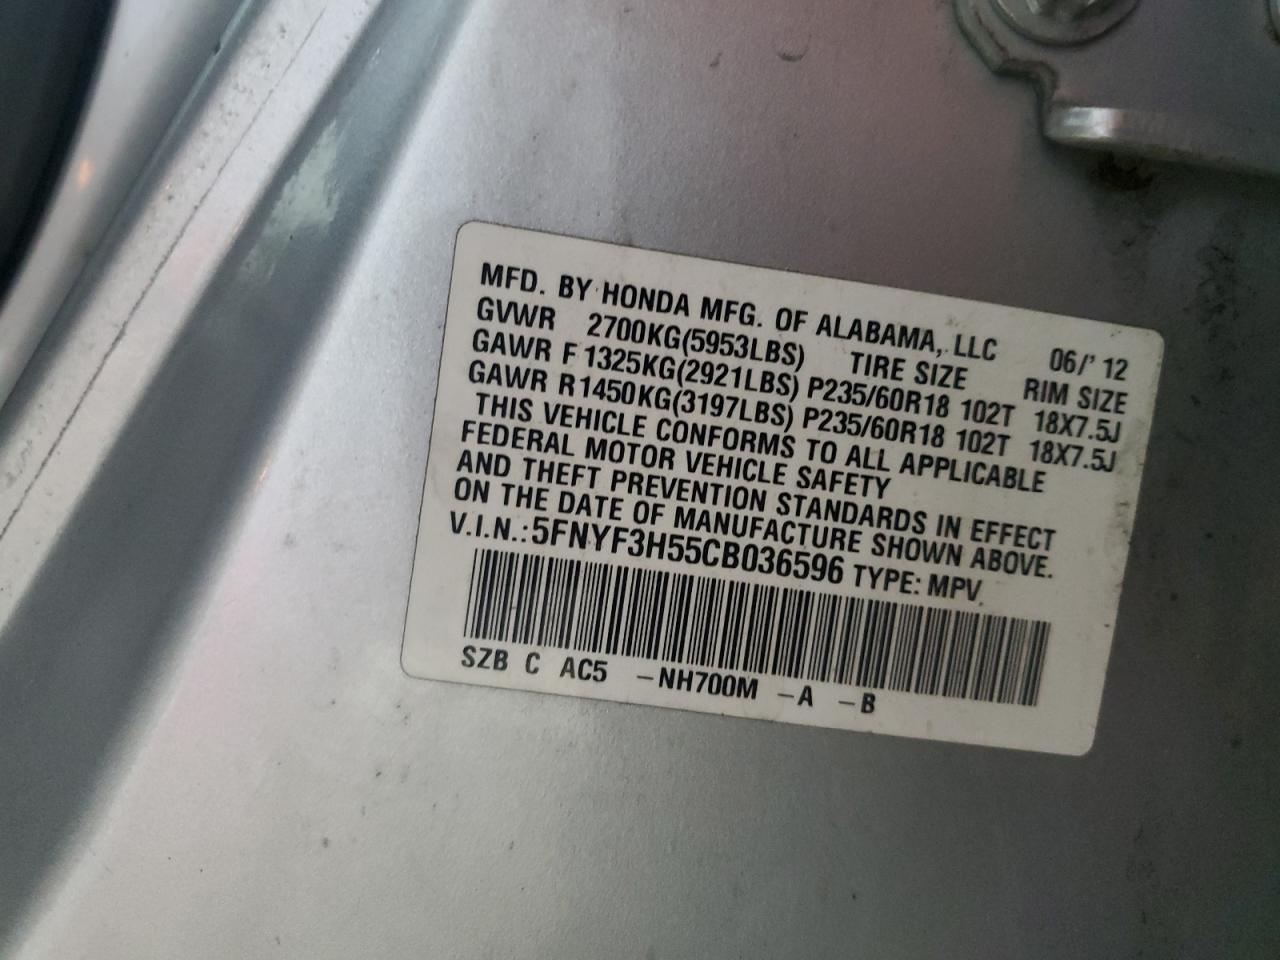 MFD. BY HONDA MFG. OF ALABAMA, LLC 06/' 12
GVWR 2700KG(5953LBS) TIRE SIZE RIM SIZE
GAWR F 1325KG(2921LBS) P235/60R18 102T 18X7.5J
GAWR R 1450KG(3197LBS) P235/60R18 102T 18X7.5J
THIS VEHICLE CONFORMS TO ALL APPLICABLE
FEDERAL MOTOR VEHICLE SAFETY
AND THEFT PREVENTION STANDARDS IN EFFECT
ON THE DATE OF MANUFACTURE SHOWN ABOVE.
V.I.N.:5FNYF3H55CB036596 TYPE: MPV
SZB C AC5 -NH700M -A -B